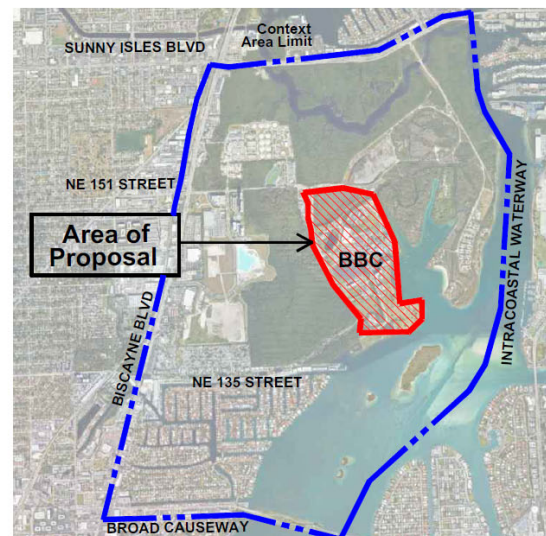 SUNNY ISLES BLVD
Context
Area Limit
NE 151 STREET
Area of
Proposal
BBC
INTRACOASTAL WATERWAY
BISCAYNE BLVD
NE 135 STREET
BROAD CAUSEWAY